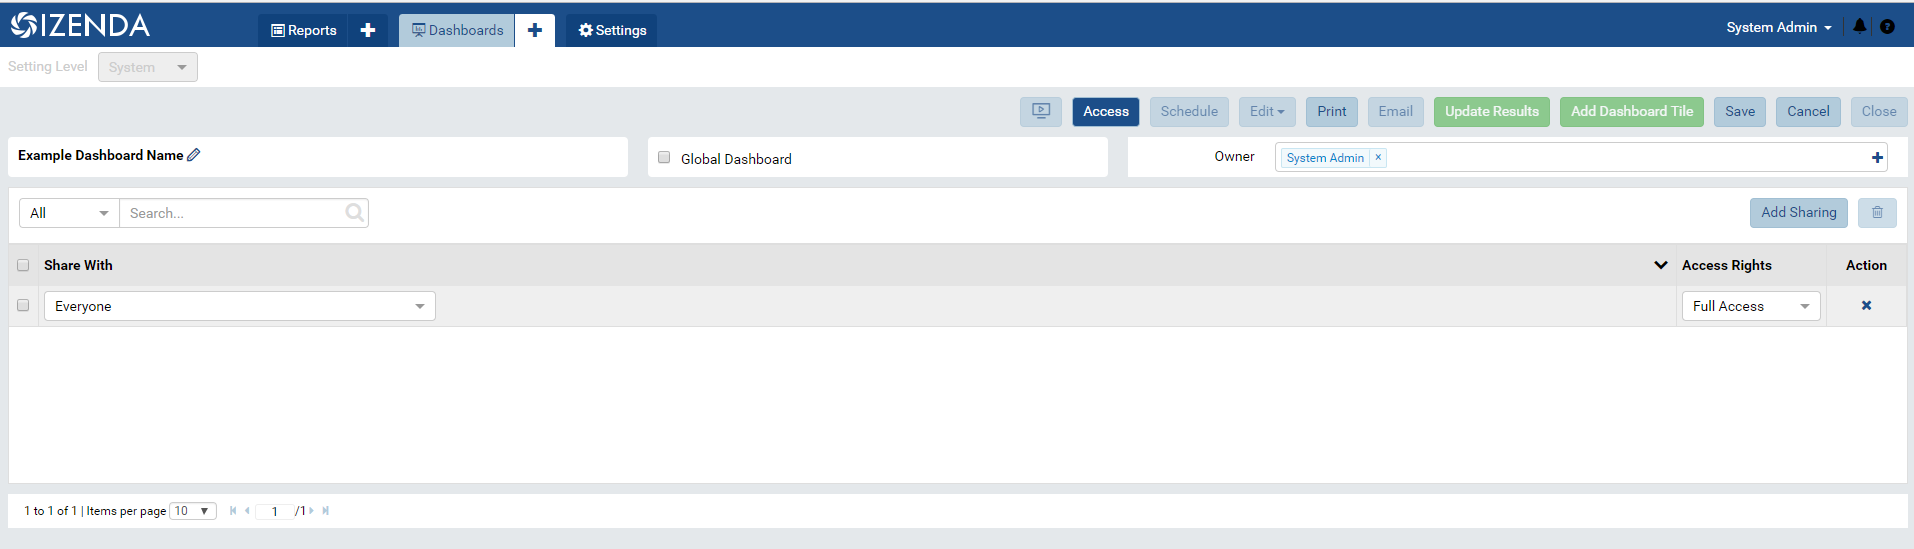 IZENDA Reports Dashboards Settings System Admin
Setting Level System
Access Schedule Edit Print Email Update Results Add Dashboard Tile Save Cancel Close
Example Dashboard Name Global Dashboard Owner System Admin ×
All Search... Add Sharing
Share With Access Rights Action
Everyone Full Access
1 to 1 of 1 | Items per page 10 1 /1